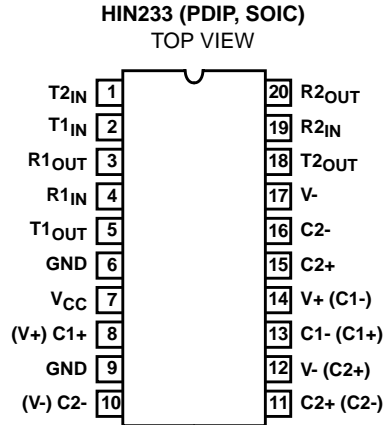 HIN233 (PDIP, SOIC)
TOP VIEW
T2IN 1
T1IN 2
R1OUT 3
R1IN 4
T1OUT 5
GND 6
VCC 7
(V+) C1+ 8
GND 9
(V-) C2- 10
20 R2OUT
19 R2IN
18 T2OUT
17 V-
16 C2-
15 C2+
14 V+ (C1-)
13 C1- (C1+)
12 V- (C2+)
11 C2+ (C2-)